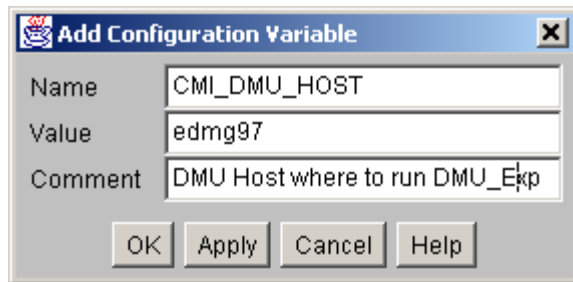 Add Configuration Variable
Name CMI_DMU_HOST
Value edmg97
Comment DMU Host where to run DMU_Exp
OK Apply Cancel Help